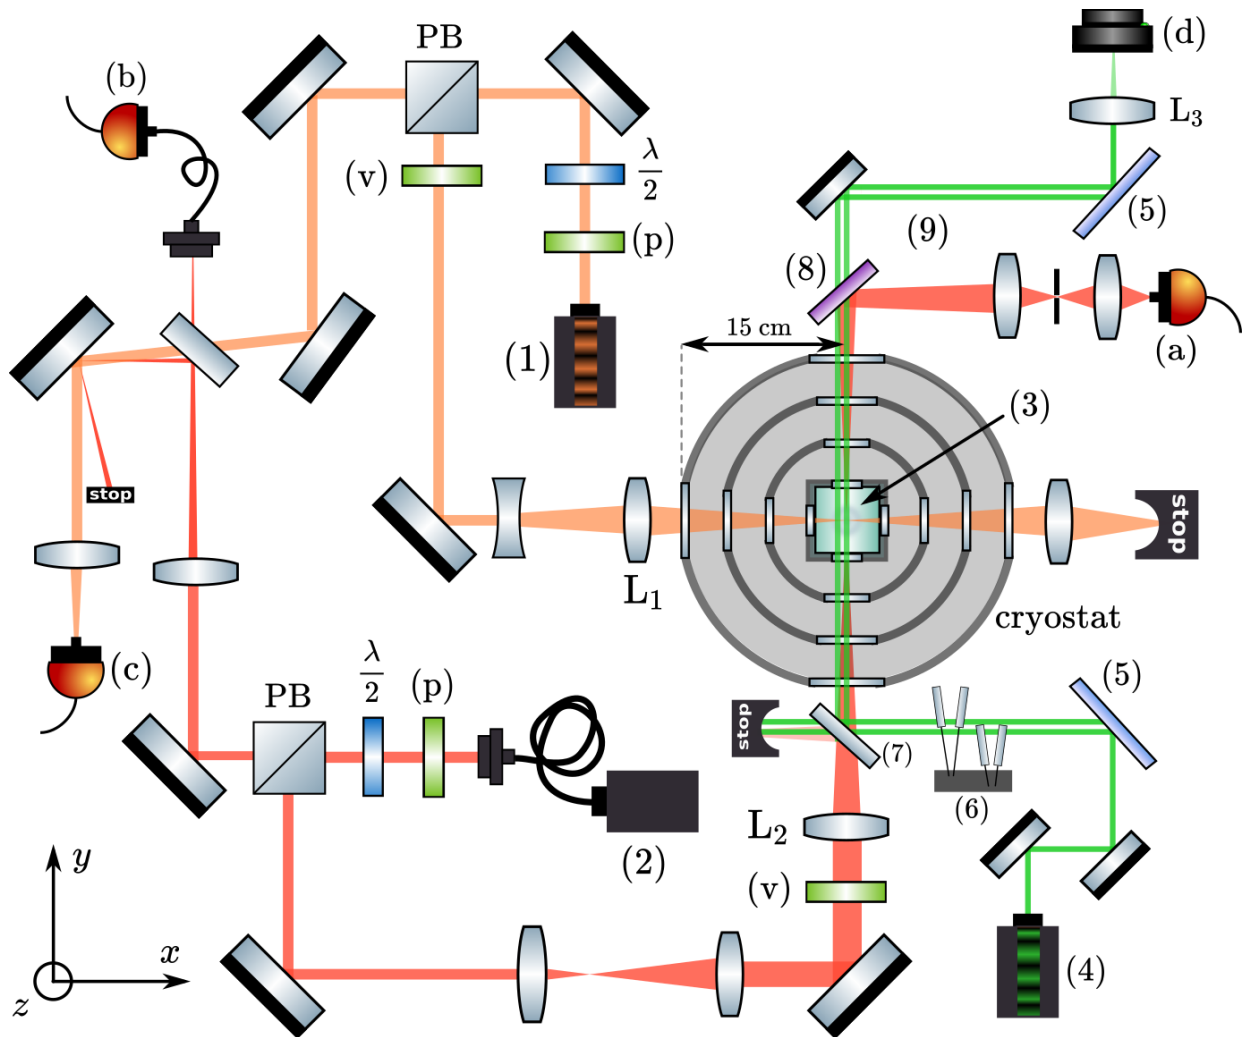 PB
(d)
(b)
L3
(v)
λ
2
(p)
(5)
(9)
(8)
15 cm
(a)
(1)
(3)
stop
stop
L1
cryostat
(c)
λ
2
(p)
PB
stop
(5)
(7)
(6)
L2
(2)
(v)
y
x
z
(4)